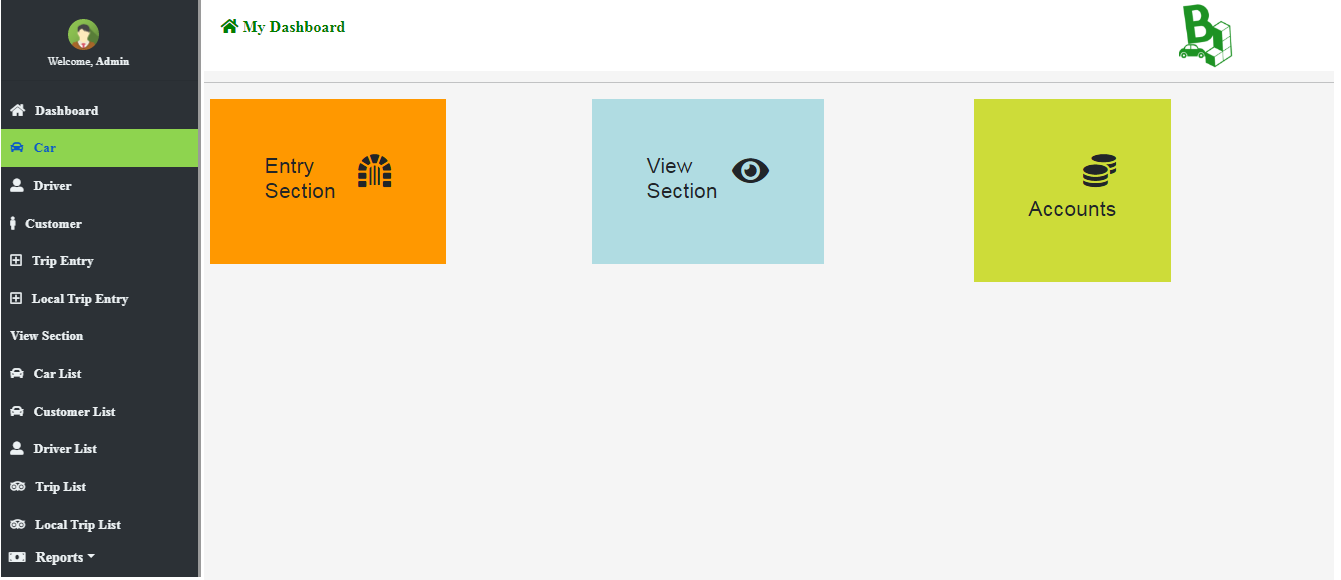 Welcome, Admin
Dashboard
Car
Driver
Customer
Trip Entry
Local Trip Entry
View Section
Car List
Customer List
Driver List
Trip List
Local Trip List
Reports
My Dashboard
B
Entry
Section
View
Section
Accounts